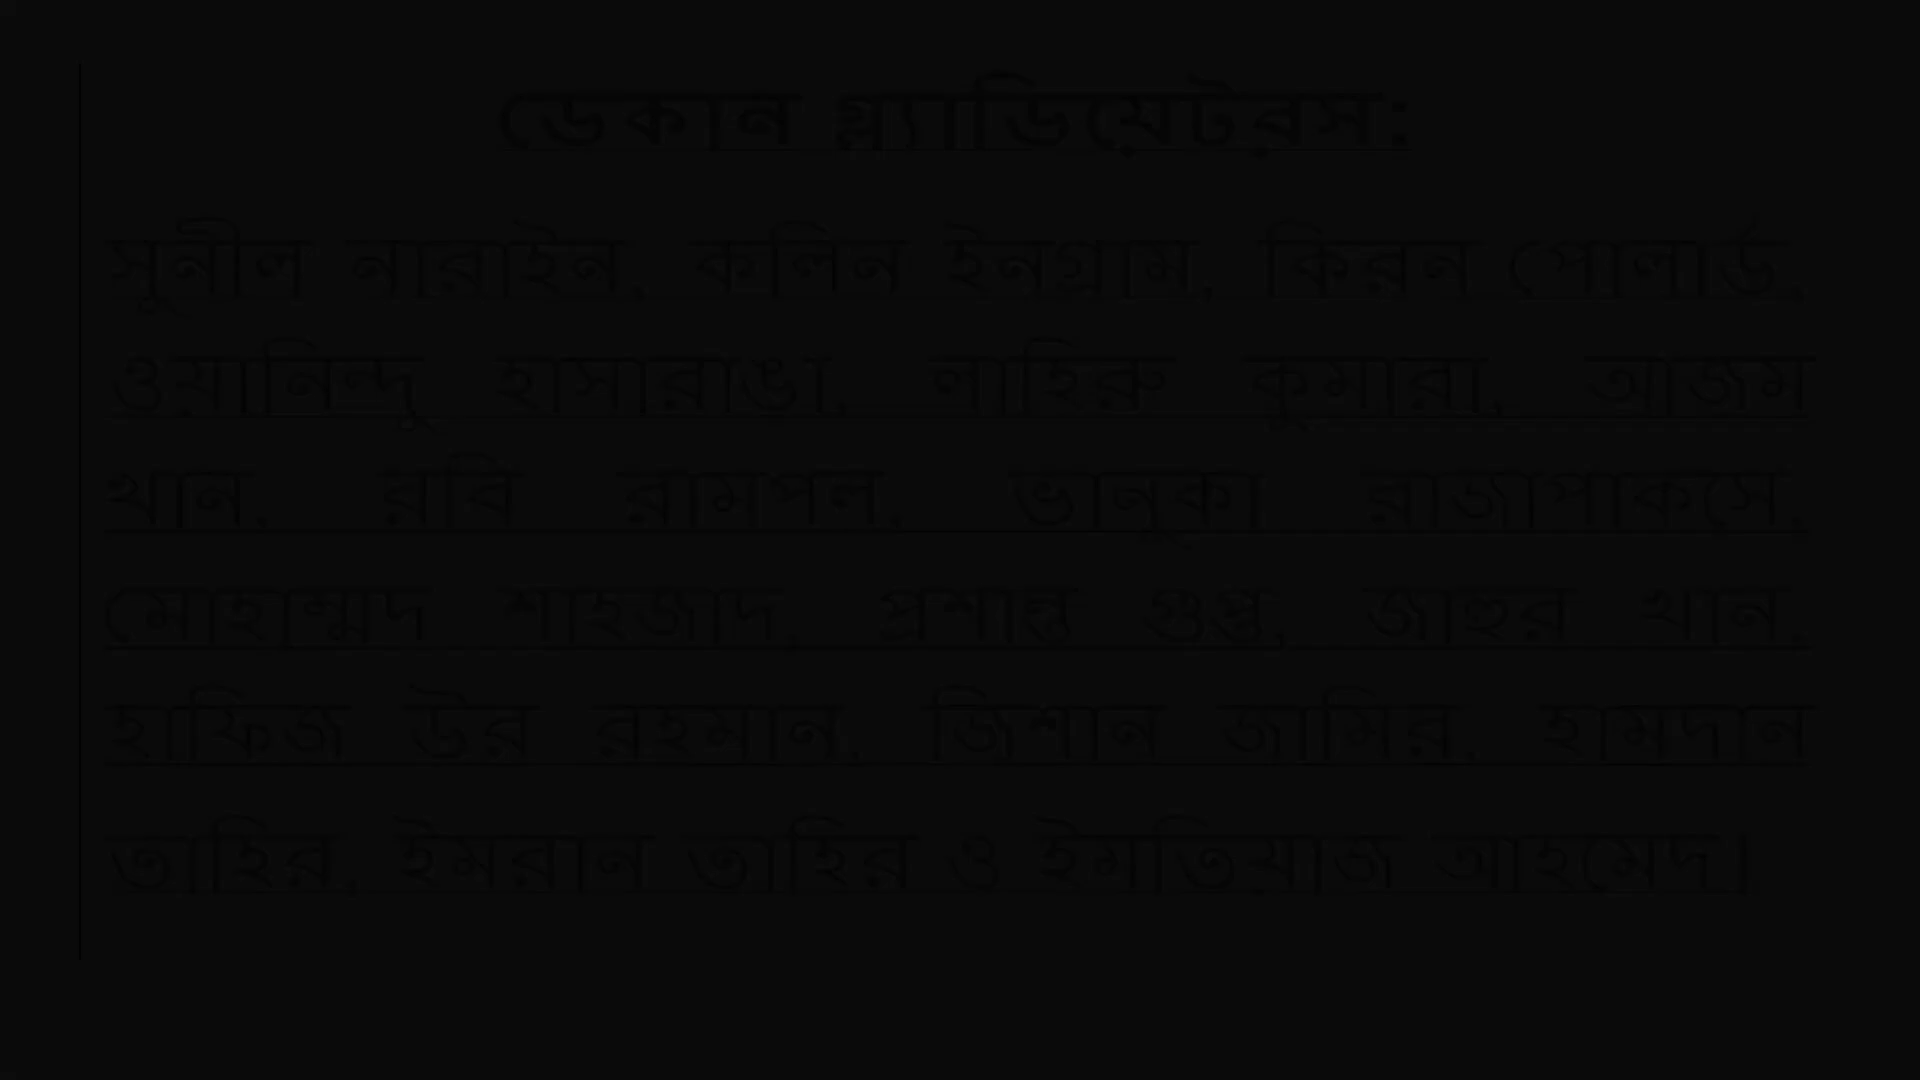 ডেকান গ্ল্যাডিয়েটরস:
সুনীল নারাইন, কলিন ইনগ্রাম, কিরন পোলার্ড,
ওয়ানিন্দু হাসারাঙা, লাহিরু কুমারা, আজম
খান, রবি রামপল, ভানুকা রাজাপাকসে,
মোহাম্মদ শাহজাদ, প্রশান্ত গুপ্ত, জাহুর খান,
হাফিজ উর রহমান, জিশান জামির, হামদান
তাহির, ইমরান তাহির ও ইমতিয়াজ আহমেদ।